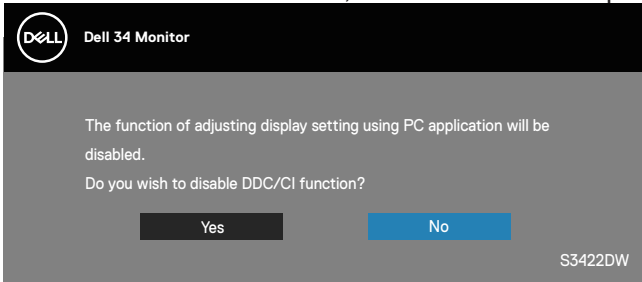 DELL
Dell 34 Monitor
The function of adjusting display setting using PC application will be
disabled.
Do you wish to disable DDC/CI function?
Yes No
S3422DW